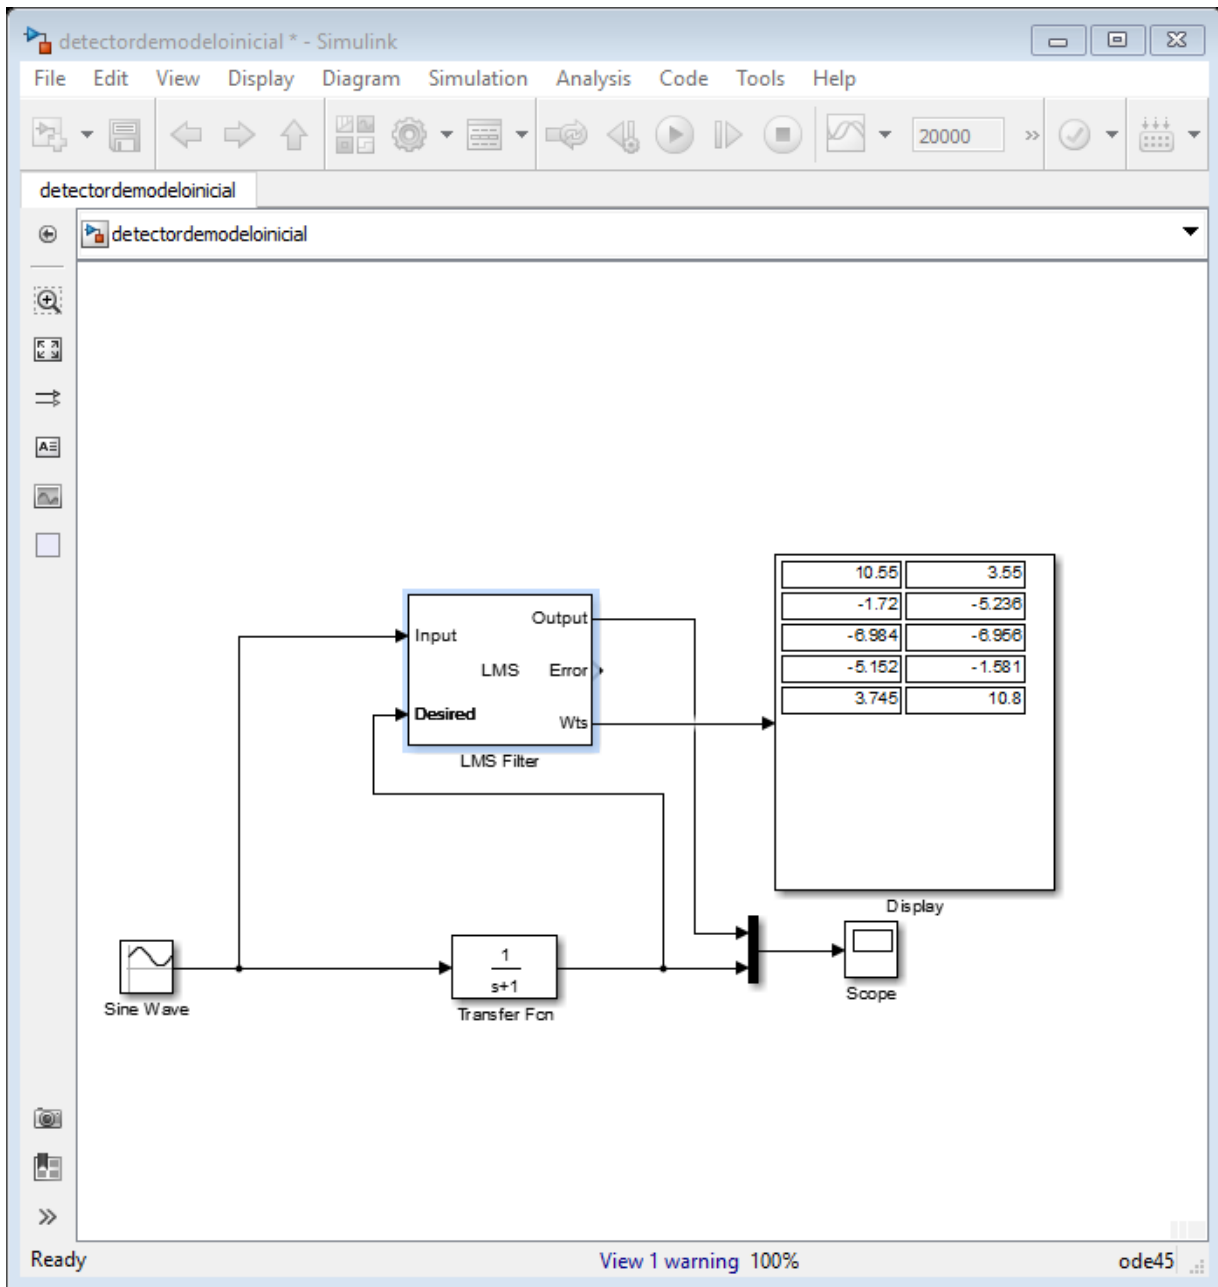 detectordemodeloinicial * - Simulink
File Edit View Display Diagram Simulation Analysis Code Tools Help
20000 »
detectordemodeloinicial
detectordemodeloinicial
10.55 3.55
-1.72 -5.236
-6.984 -6.956
-5.152 -1.581
3.745 10.8
Output
Input
LMS Error
Desired
Wts
LMS Filter
Display
1
s+1
Scope
Sine Wave
Transfer Fcn
Ready View 1 warning 100% ode45